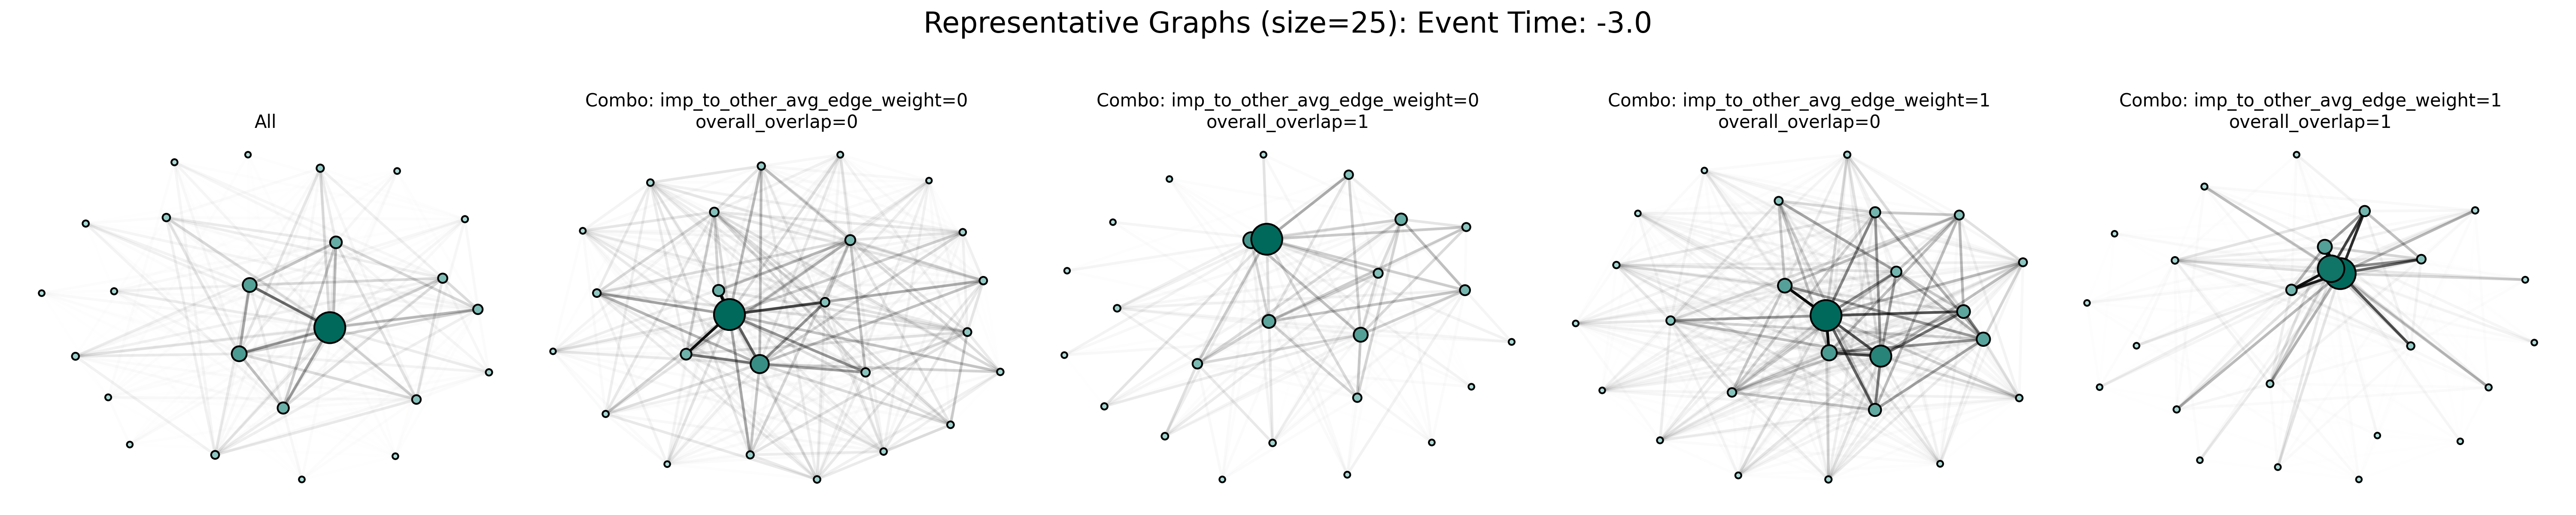 Representative Graphs (size=25): Event Time: -3.0
All
Combo: imp_to_other_avg_edge_weight=0
overall_overlap=0
Combo: imp_to_other_avg_edge_weight=0
overall_overlap=1
Combo: imp_to_other_avg_edge_weight=1
overall_overlap=0
Combo: imp_to_other_avg_edge_weight=1
overall_overlap=1